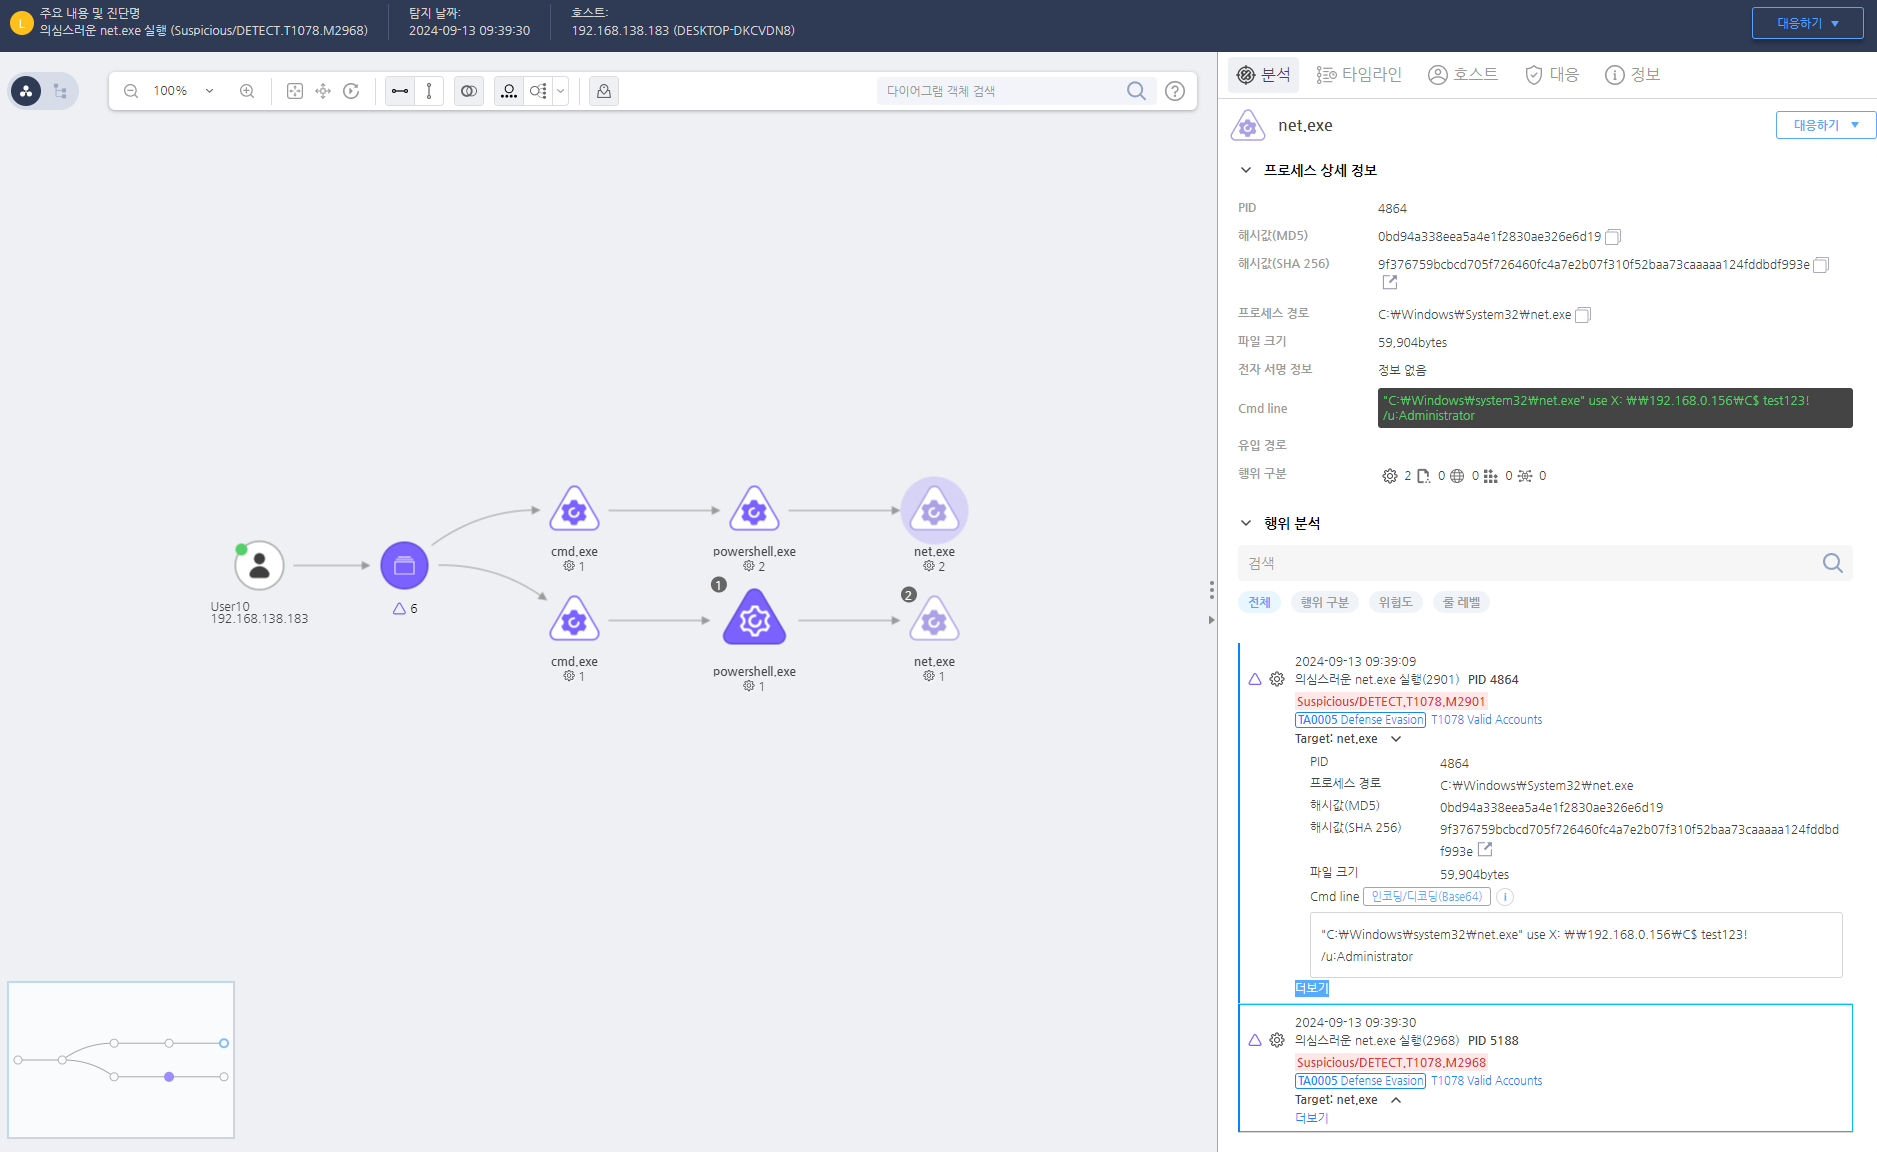 L
주요 내용 및 진단명
의심스러운 net.exe 실행 (Suspicious/DETECT.T1078.M2968)
탐지 날짜:
2024-09-13 09:39:30
호스트:
192.168.138.183 (DESKTOP-DKCVDN8)
대응하기
100%
다이어그램 객체 검색
User10
192.168.138.183
6
cmd.exe
1
powershell.exe
2
net.exe
2
cmd.exe
1
1
powershell.exe
1
2
net.exe
1
분석
타임라인
호스트
대응
정보
net.exe
대응하기
프로세스 상세 정보
PID 4864
해시값(MD5) 0bd94a338eea5a4e1f2830ae326e6d19
해시값(SHA 256) 9f376759bcbcd705f726460fc4a7e2b07f310f52baa73caaaaa124fddbdf993e
프로세스 경로 C:₩Windows₩System32₩net.exe
파일 크기 59,904bytes
전자 서명 정보 정보 없음
Cmd line "C:₩Windows₩system32₩net.exe" use X: ₩₩192.168.0.156₩C$ test123!
/u:Administrator
유입 경로
행위 구분 2 0 0 0 0
행위 분석
검색
전체 행위 구분 위험도 룰 레벨
2024-09-13 09:39:09
의심스러운 net.exe 실행(2901) PID 4864
Suspicious/DETECT.T1078.M2901
TA0005 Defense Evasion T1078 Valid Accounts
Target: net.exe
PID 4864
프로세스 경로 C:₩Windows₩System32₩net.exe
해시값(MD5) 0bd94a338eea5a4e1f2830ae326e6d19
해시값(SHA 256) 9f376759bcbcd705f726460fc4a7e2b07f310f52baa73caaaaa124fddbd
f993e
파일 크기 59,904bytes
Cmd line 인코딩/디코딩(Base64) i
"C:₩Windows₩system32₩net.exe" use X: ₩₩192.168.0.156₩C$ test123!
/u:Administrator
더보기
2024-09-13 09:39:30
의심스러운 net.exe 실행(2968) PID 5188
Suspicious/DETECT.T1078.M2968
TA0005 Defense Evasion T1078 Valid Accounts
Target: net.exe
더보기